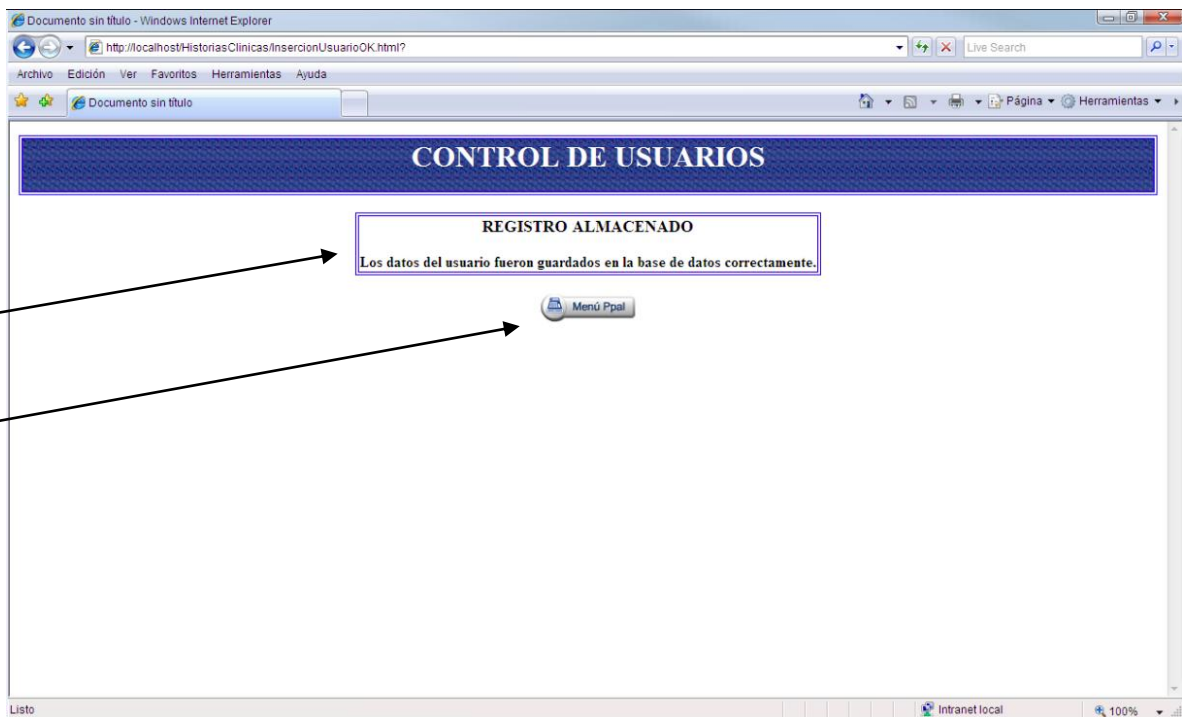 Documento sin título - Windows Internet Explorer
http://localhost/HistoriasClinicas/InsercionUsuarioOK.html?
Live Search
Archivo Edición Ver Favoritos Herramientas Ayuda
Documento sin título
Página Herramientas
CONTROL DE USUARIOS
REGISTRO ALMACENADO
Los datos del usuario fueron guardados en la base de datos correctamente.
Menú Ppal
Listo
Intranet local
100%